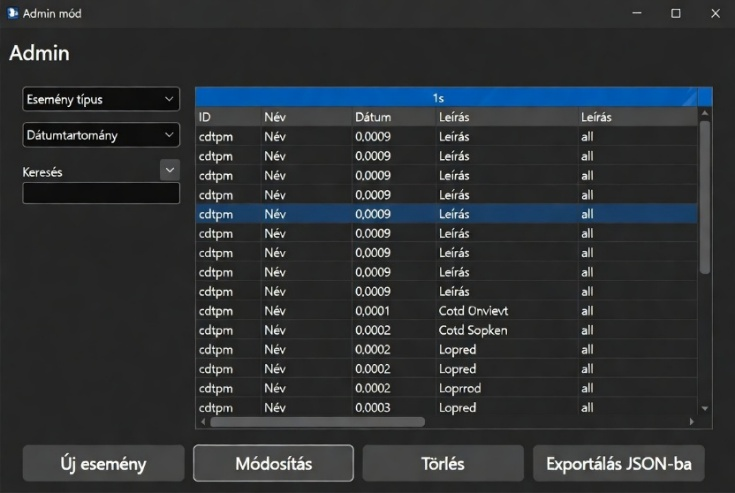 Admin mód
Admin
Esemény típus
Dátumtartomány
Keresés
1s
ID Név Dátum Leírás Leírás
cdtpm Név 0,0009 Leírás all
cdtpm Név 0,0009 Leírás all
cdtpm Név 0,0009 Leírás all
cdtpm Név 0,0009 Leírás all
cdtpm Név 0,0009 Leírás all
cdtpm Név 0,0009 Leírás all
cdtpm Név 0,0009 Leírás all
cdtpm Név 0,0009 Leírás all
cdtpm Név 0,0009 Leírás all
cdtpm Név 0,0001 Cotd Onvievt all
cdtpm Név 0.0002 Cotd Sopken all
cdtpm Név 0,0002 Lopred all
cdtpm Név 0,0002 Lopred all
cdtpm Név 0,0002 Loprrod all
cdtpm Név 0,0003 Lopred all
Új esemény
Módosítás
Törlés
Exportálás JSON-ba